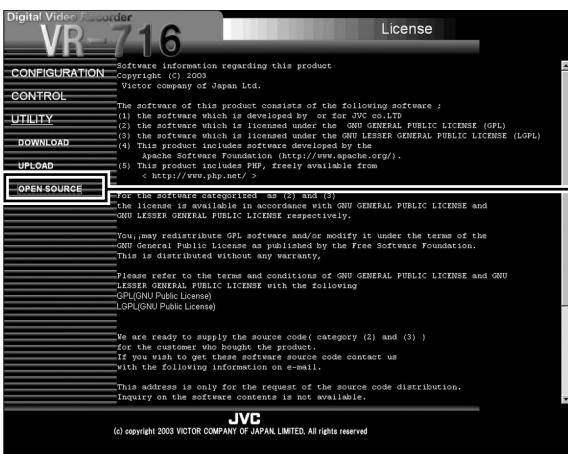 Digital Video Recorder
VR-716
License
CONFIGURATION
CONTROL
UTILITY
DOWNLOAD
UPLOAD
OPEN SOURCE
Software information regarding this product
Copyright (C) 2003
Victor company of Japan Ltd.
The software of this product consists of the following software ;
(1) the software which is developed by or for JVC co.LTD
(2) the software which is licensed under the GNU GENERAL PUBLIC LICENSE (GPL)
(3) the software which is licensed under the GNU LESSER GENERAL PUBLIC LICENSE (LGPL)
(4) This product includes software developed by the
Apache Software Foundation (http://www.apache.org/).
(5) This product includes PHP, freely available from
< http://www.php.net/ >
For the software categorized as (2) and (3)
the license is available in accordance with GNU GENERAL PUBLIC LICENSE and
GNU LESSER GENERAL PUBLIC LICENSE respectively.
You;;may redistribute GPL software and/or modify it under the terms of the
GNU General Public License as published by the Free Software Foundation.
This is distributed without any warranty,
Please refer to the terms and conditions of GNU GENERAL PUBLIC LICENSE and GNU
LESSER GENERAL PUBLIC LICENSE with the following
GPL(GNU Public License)
LGPL(GNU Public License)
We are ready to supply the source code( category (2) and (3) )
for the customer who bought the product.
If you wish to get these software source code contact us
with the following information on e-mail.
This address is only for the request of the source code distribution.
Inquiry on the software contents is not available.
JVC
(c) copyright 2003 VICTOR COMPANY OF JAPAN, LIMITED, All rights reserved